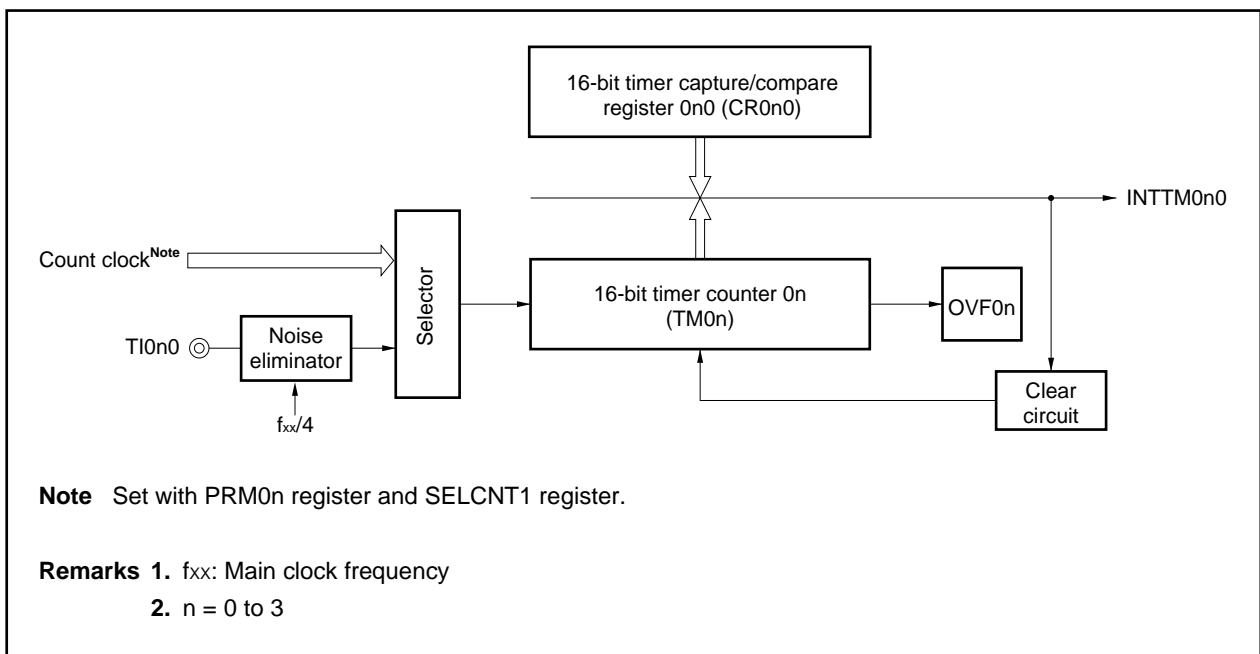 16-bit timer capture/compare
register 0n0 (CR0n0)
INTTM0n0
Count clockNote
Selector
16-bit timer counter 0n
(TM0n)
OVF0n
TI0n0
Noise
eliminator
fxx/4
Clear
circuit
Note Set with PRM0n register and SELCNT1 register.
Remarks 1. fxx: Main clock frequency
2. n = 0 to 3